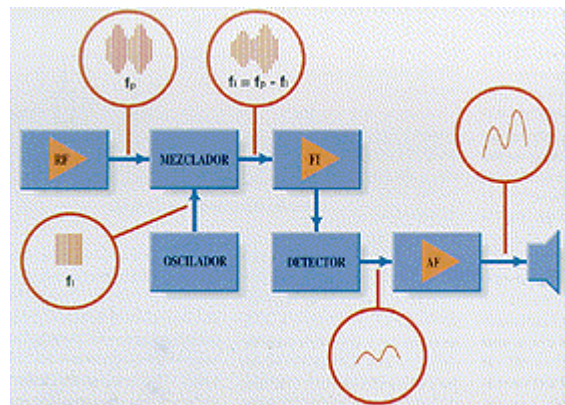 fp
fi = fp - fl
RF
MEZCLADOR
FI
fl
OSCILADOR
DETECTOR
AF